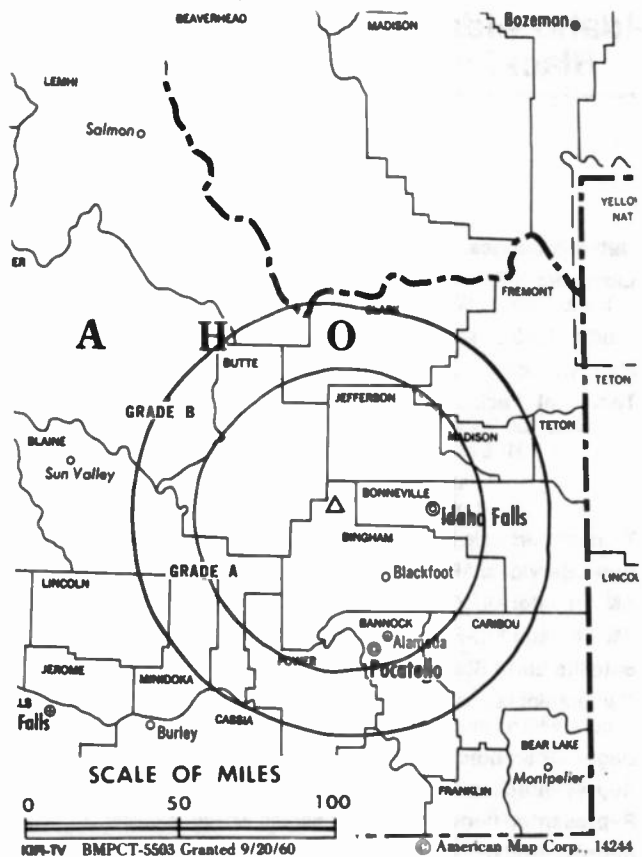 BEAVERHEAD
MADISON
Bozeman
LEMHI
Salmon
YELLOW
NAT
ER
FREMONT
CLARK
A H O
BUTTE
TETON
JEFFERSON
GRADE B
MADISON
TETON
BLAINE
Sun Valley
BONNEVILLE
Idaho Falls
BINGHAM
GRADE A
Blackfoot
LINCOLN
LINCOL
BANNOCK
CARIBOU
Alameda
POWER
Pocatello
JEROME
MINIDOKA
LLS
Falls
CASSIA
Burley
BEAR LAKE
Montpelier
SCALE OF MILES
FRANKLIN
0 50 100
KIFI-TV BMPCT-5503 Granted 9/20/60 © American Map Corp., 14244